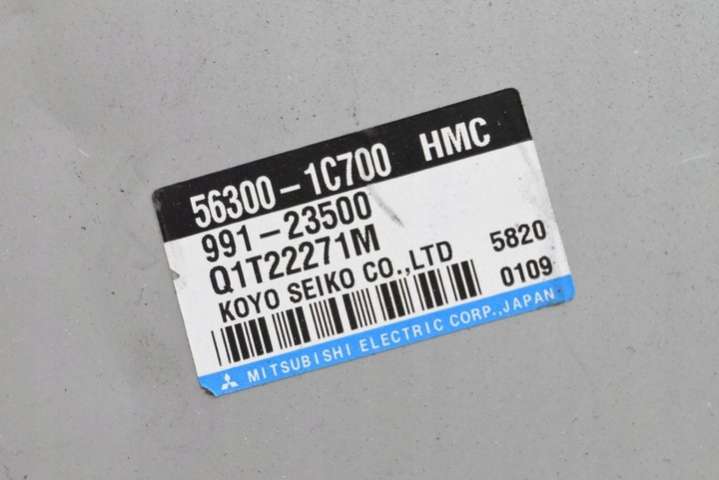 56300-1C700 HMC
991-23500
Q1T22271M
5820
KOYO SEIKO CO.,LTD
0109
MITSUBISHI ELECTRIC CORP.,JAPAN